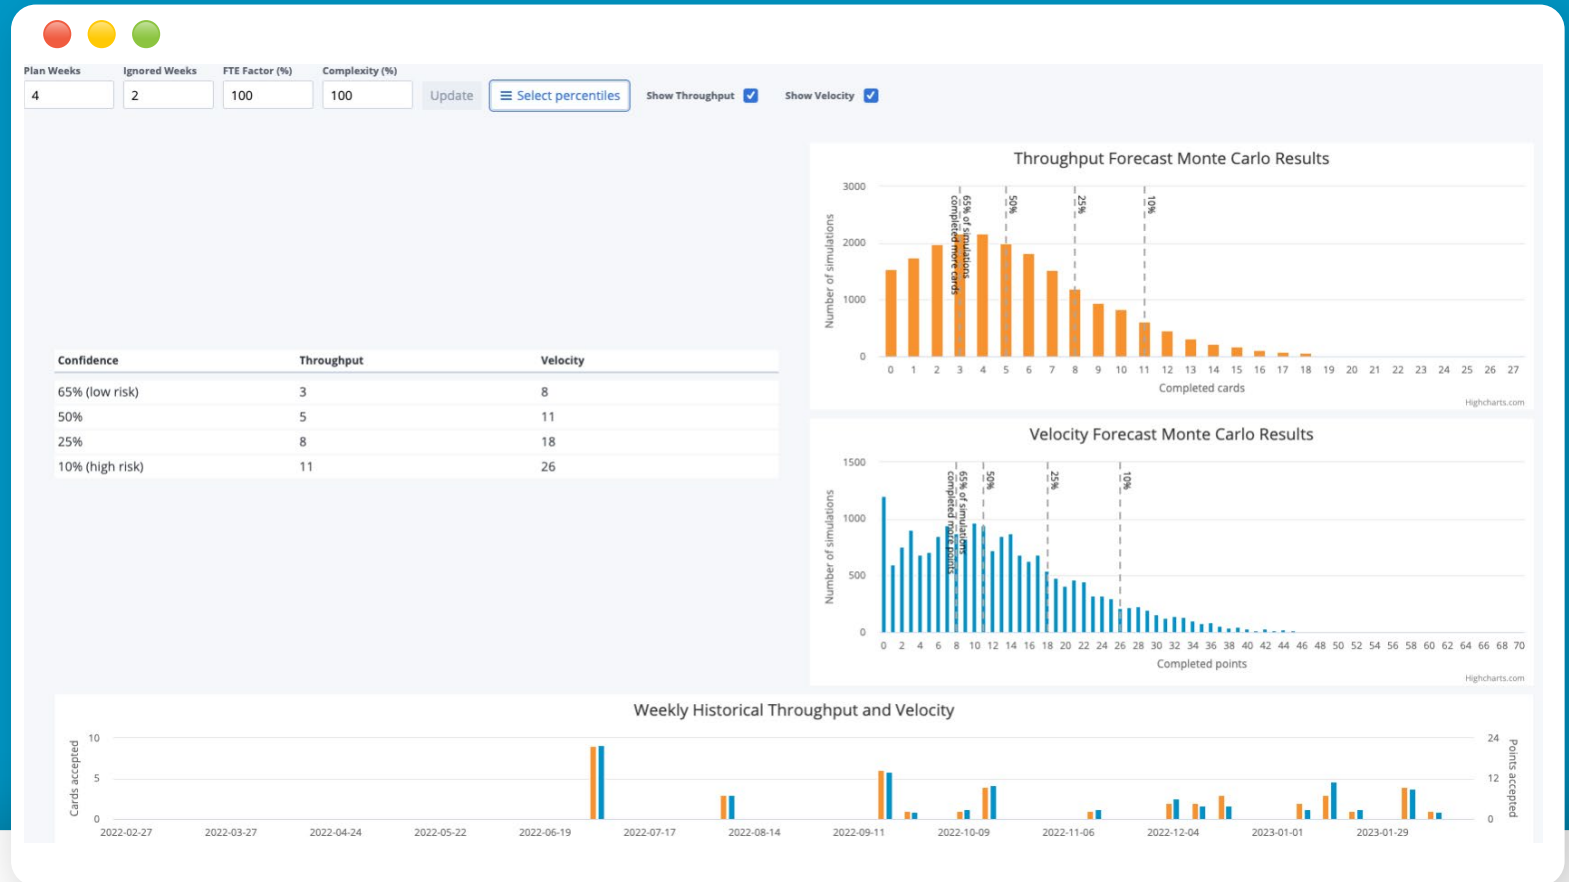 Plan Weeks Ignored Weeks FTE Factor (%) Complexity (%)
4 2 100 100 Update Select percentiles Show Throughput Show Velocity
Confidence Throughput Velocity
65% (low risk) 3 8
50% 5 11
25% 8 18
10% (high risk) 11 26
Throughput Forecast Monte Carlo Results
Number of simulations
3000
2000
1000
0
65% of simulations
completed more cards
50%
25%
10%
0 1 2 3 4 5 6 7 8 9 10 11 12 13 14 15 16 17 18 19 20 21 22 23 24 25 26 27
Completed cards
Highcharts.com
Velocity Forecast Monte Carlo Results
Number of simulations
1500
1000
500
0
65% of simulations
completed more points
50%
25%
10%
0 2 4 6 8 10 12 14 16 18 20 22 24 26 28 30 32 34 36 38 40 42 44 46 48 50 52 54 56 58 60 62 64 66 68 70
Completed points
Highcharts.com
Weekly Historical Throughput and Velocity
Cards accepted
10
5
0
24
12
0
Points accepted
2022-02-27 2022-03-27 2022-04-24 2022-05-22 2022-06-19 2022-07-17 2022-08-14 2022-09-11 2022-10-09 2022-11-06 2022-12-04 2023-01-01 2023-01-29